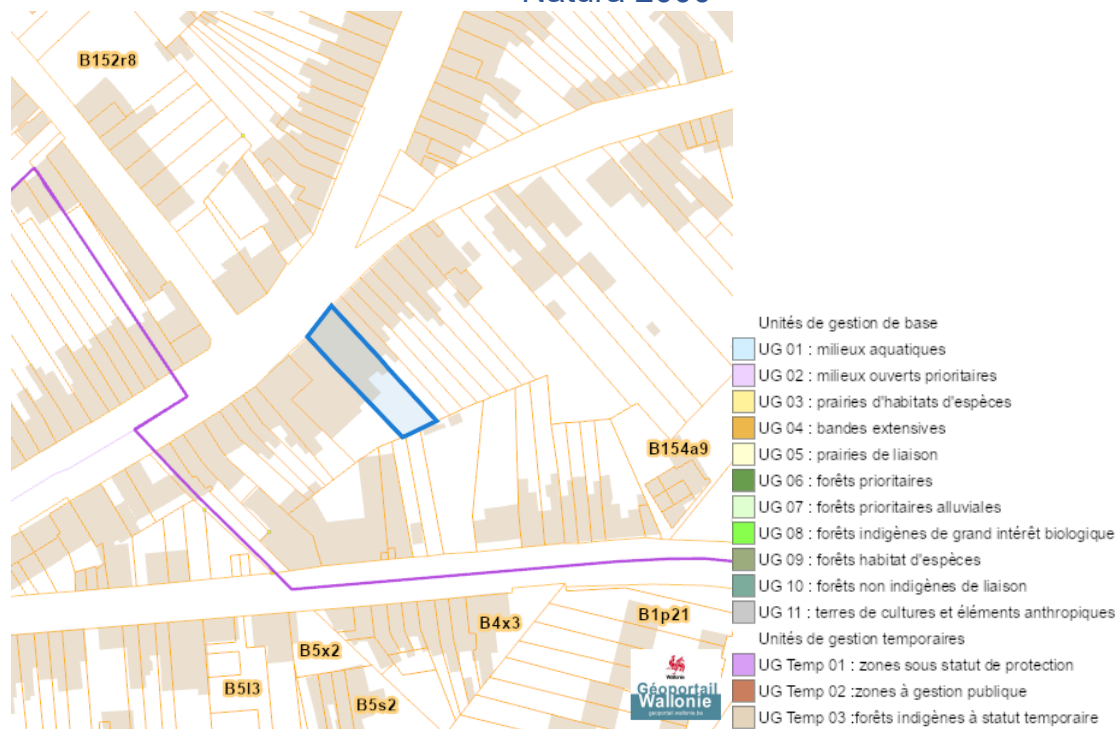 Natura 2000
B152r8
B154a9
B1p21
B4x3
B5x2
B5l3
B5s2
Wallonie
Géoportail
Wallonie
geoportail.wallonie.be
Unités de gestion de base
UG 01 : milieux aquatiques
UG 02 : milieux ouverts prioritaires
UG 03 : prairies d'habitats d'espèces
UG 04 : bandes extensives
UG 05 : prairies de liaison
UG 06 : forêts prioritaires
UG 07 : forêts prioritaires alluviales
UG 08 : forêts indigènes de grand intérêt biologique
UG 09 : forêts habitat d'espèces
UG 10 : forêts non indigènes de liaison
UG 11 : terres de cultures et éléments anthropiques
Unités de gestion temporaires
UG Temp 01 : zones sous statut de protection
UG Temp 02 :zones à gestion publique
UG Temp 03 :forêts indigènes à statut temporaire